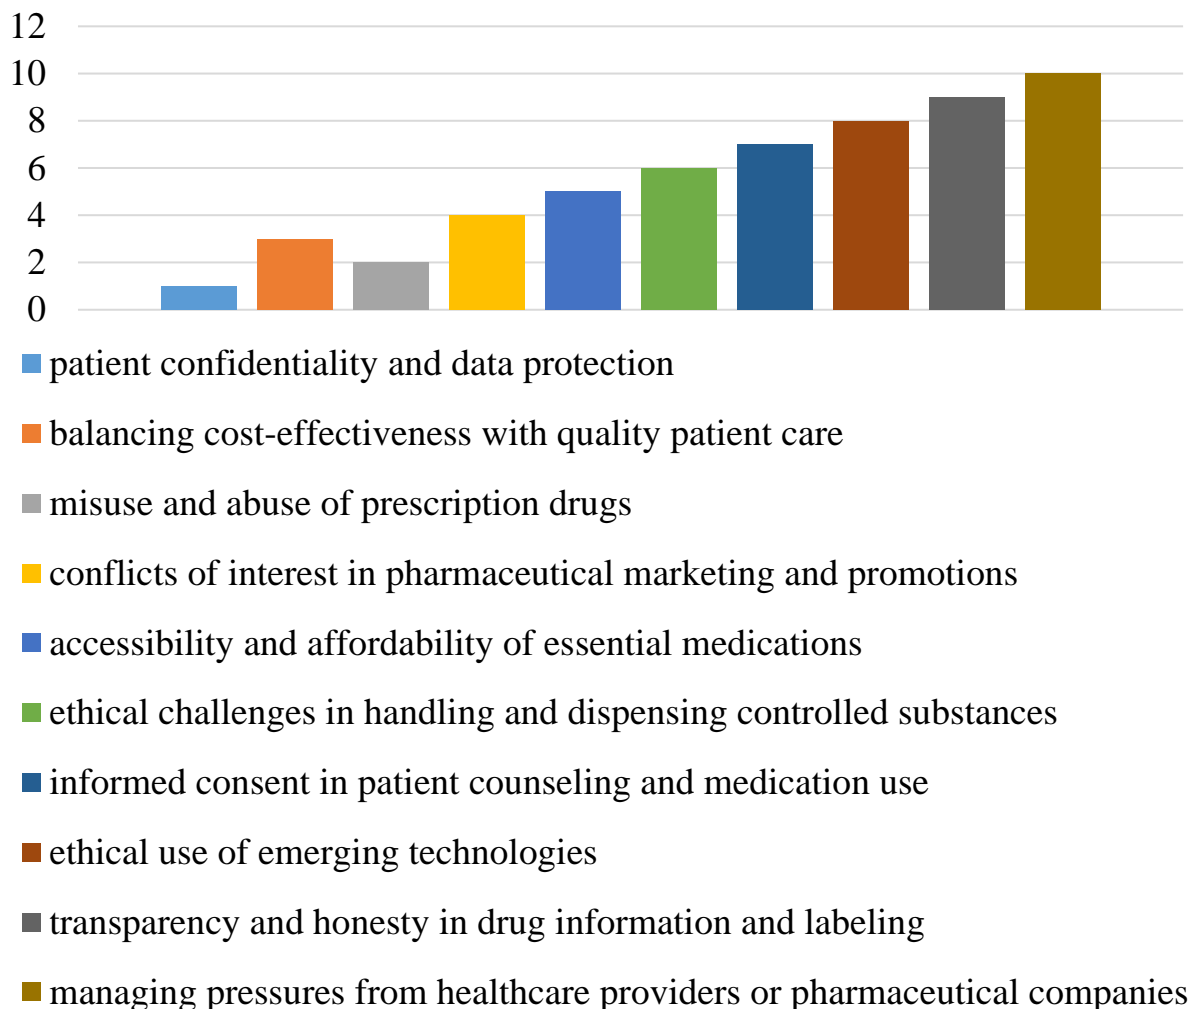 12
10
8
6
4
2
0
patient confidentiality and data protection
balancing cost-effectiveness with quality patient care
misuse and abuse of prescription drugs
conflicts of interest in pharmaceutical marketing and promotions
accessibility and affordability of essential medications
ethical challenges in handling and dispensing controlled substances
informed consent in patient counseling and medication use
ethical use of emerging technologies
transparency and honesty in drug information and labeling
managing pressures from healthcare providers or pharmaceutical companies